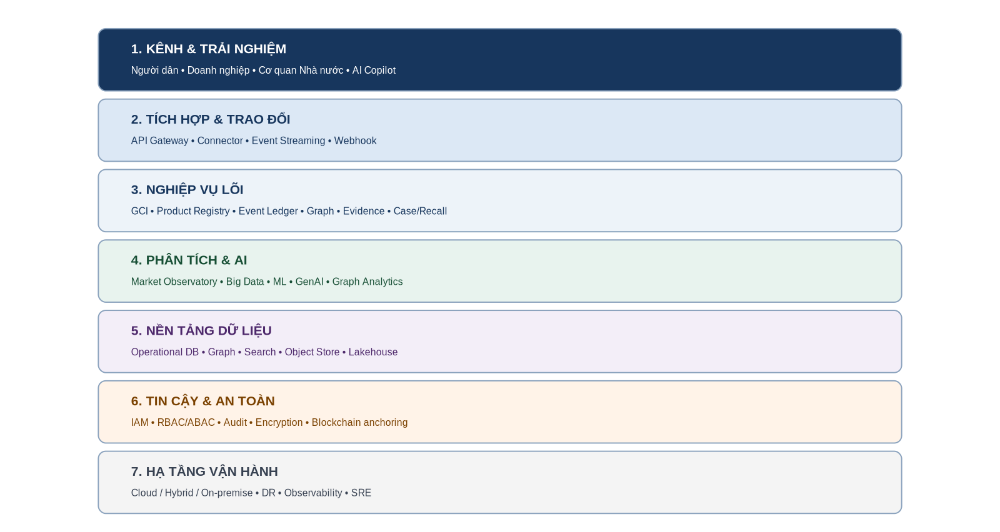 1. KÊNH & TRẢI NGHIỆM
Người dân • Doanh nghiệp • Cơ quan Nhà nước • AI Copilot
2. TÍCH HỢP & TRAO ĐỔI
API Gateway • Connector • Event Streaming • Webhook
3. NGHIỆP VỤ LÕI
GCI • Product Registry • Event Ledger • Graph • Evidence • Case/Recall
4. PHÂN TÍCH & AI
Market Observatory • Big Data • ML • GenAI • Graph Analytics
5. NỀN TẢNG DỮ LIỆU
Operational DB • Graph • Search • Object Store • Lakehouse
6. TIN CẬY & AN TOÀN
IAM • RBAC/ABAC • Audit • Encryption • Blockchain anchoring
7. HẠ TẦNG VẬN HÀNH
Cloud / Hybrid / On-premise • DR • Observability • SRE